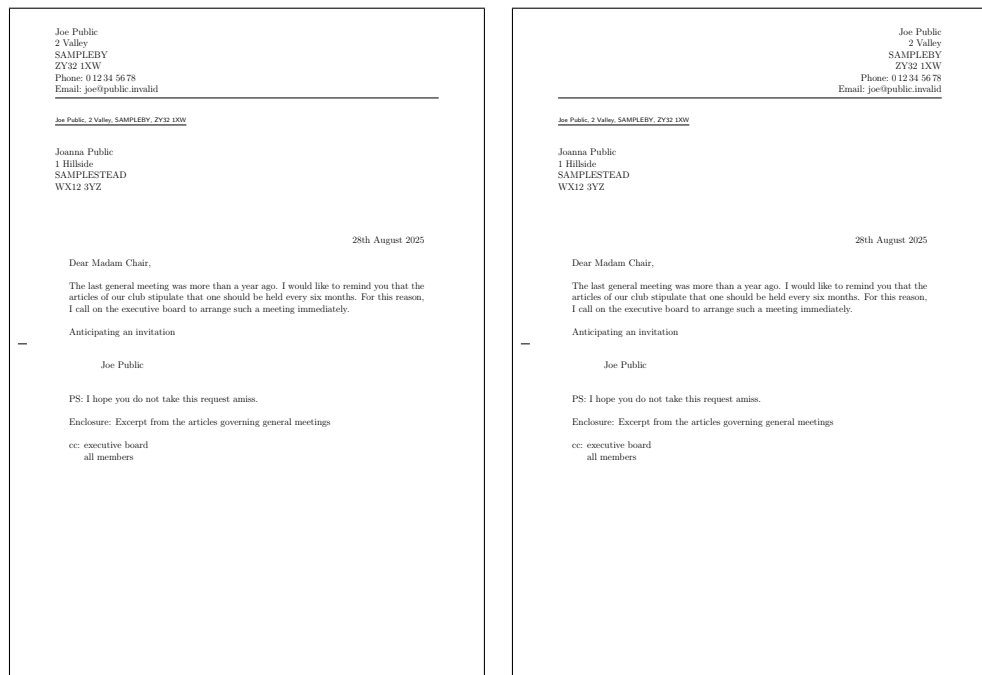 Joe Public
2 Valley
SAMPLEBY
ZY32 1XW
Phone: 0 12 34 56 78
Email: joe@public.invalid
Joe Public, 2 Valley, SAMPLEBY, ZY32 1XW
Joanna Public
1 Hillside
SAMPLESTEAD
WX12 3YZ
28th August 2025
Dear Madam Chair,
The last general meeting was more than a year ago. I would like to remind you that the
articles of our club stipulate that one should be held every six months. For this reason,
I call on the executive board to arrange such a meeting immediately.
Anticipating an invitation
Joe Public
PS: I hope you do not take this request amiss.
Enclosure: Excerpt from the articles governing general meetings
cc: executive board
all members
Joe Public
2 Valley
SAMPLEBY
ZY32 1XW
Phone: 0 12 34 56 78
Email: joe@public.invalid
Joe Public, 2 Valley, SAMPLEBY, ZY32 1XW
Joanna Public
1 Hillside
SAMPLESTEAD
WX12 3YZ
28th August 2025
Dear Madam Chair,
The last general meeting was more than a year ago. I would like to remind you that the
articles of our club stipulate that one should be held every six months. For this reason,
I call on the executive board to arrange such a meeting immediately.
Anticipating an invitation
Joe Public
PS: I hope you do not take this request amiss.
Enclosure: Excerpt from the articles governing general meetings
cc: executive board
all members